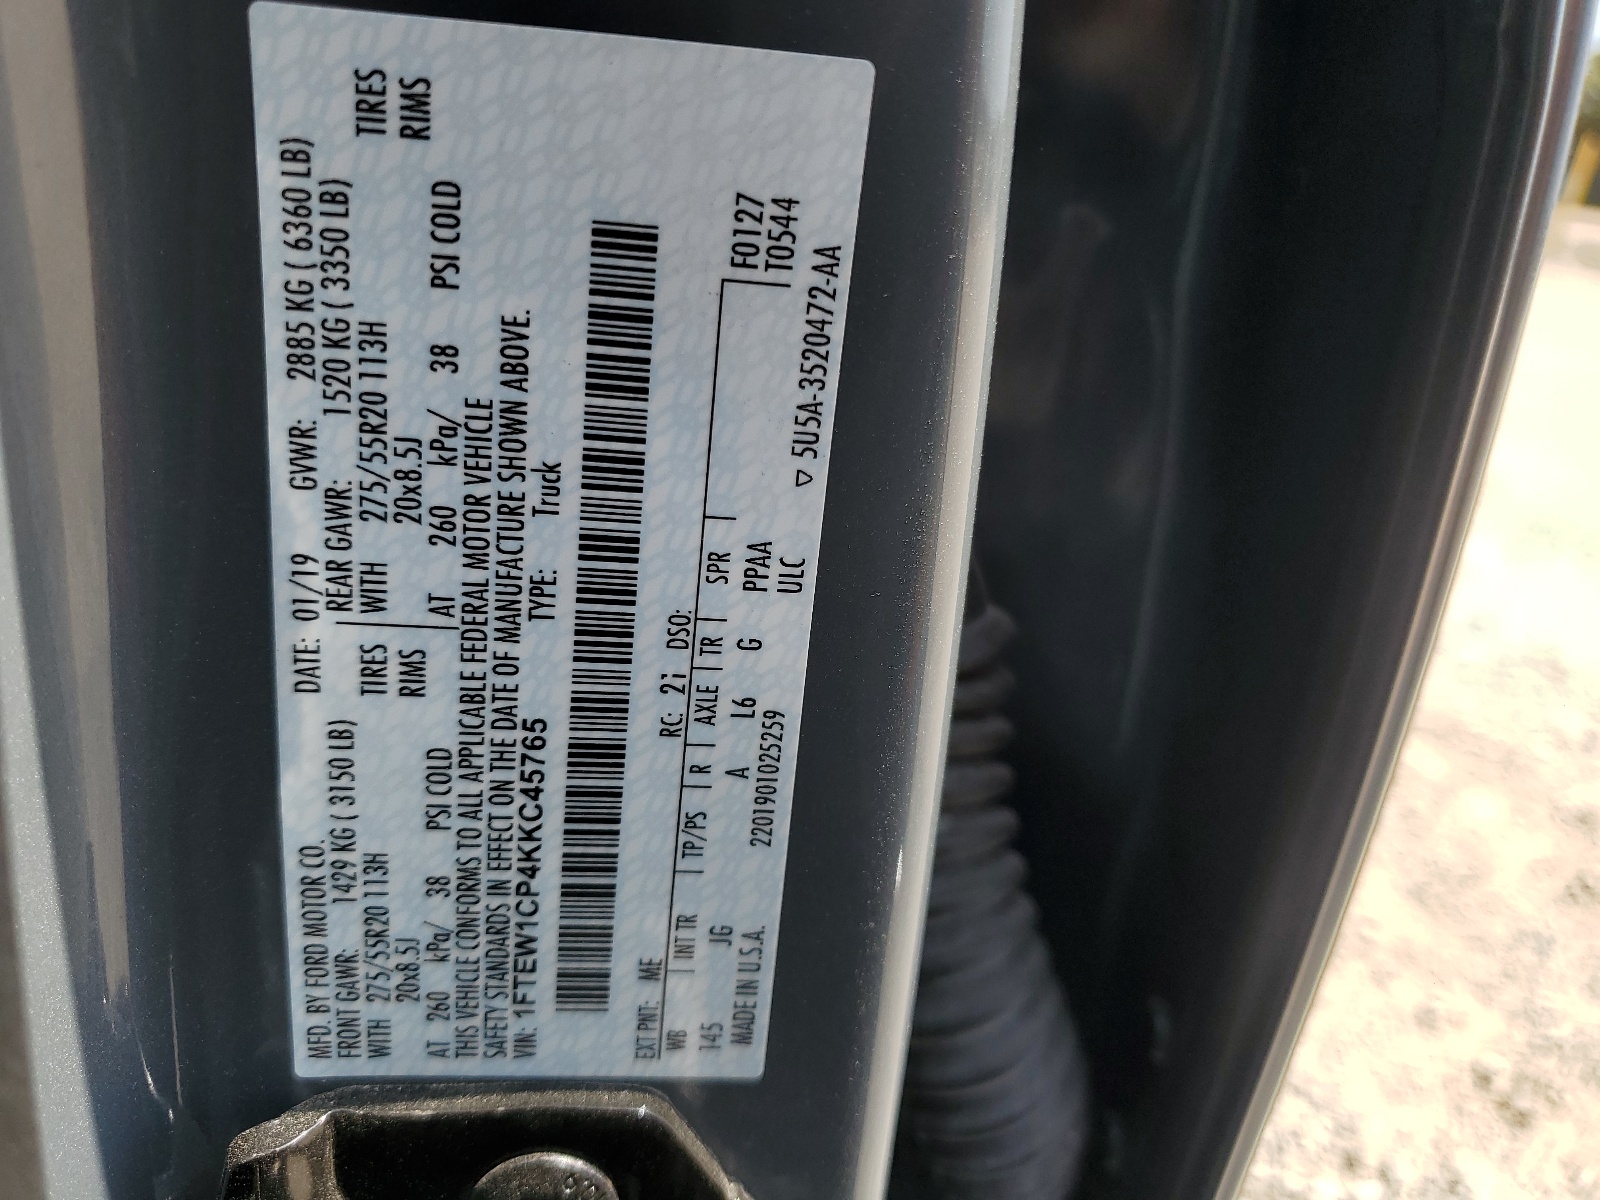 MFD. BY FORD MOTOR CO. DATE: 01/19 GVWR: 2885 KG ( 6360 LB)
FRONT GAWR: 1429 KG ( 3150 LB) REAR GAWR: 1520 KG ( 3350 LB)
WITH 275/55R20 113H TIRES WITH 275/55R20 113H TIRES
20x8.5J RIMS 20x8.5J RIMS
AT 260 kPa/ 38 PSI COLD AT 260 kPa/ 38 PSI COLD
THIS VEHICLE CONFORMS TO ALL APPLICABLE FEDERAL MOTOR VEHICLE
SAFETY STANDARDS IN EFFECT ON THE DATE OF MANUFACTURE SHOWN ABOVE.
VIN: 1FTEW1CP4KKC45765 TYPE: Truck
EXT PNT: ME RC: 21 DSO:
WB INT TR TP/PS R AXLE TR SPR F0127
145 JG A L6 G PPAA T0544
MADE IN U.S.A. 2201901025259 ULC
▽ 5U5A-3520472-AA